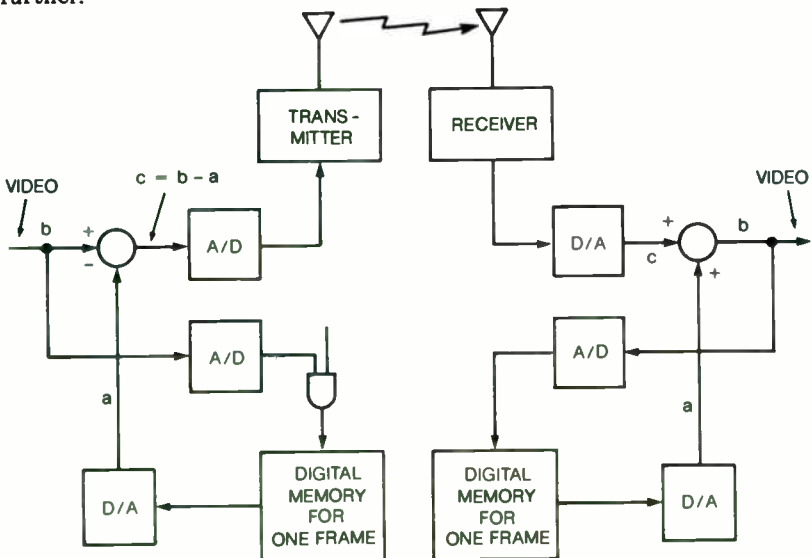 further.
TRANS-
MITTER
RECEIVER
VIDEO
c = b - a
VIDEO
b
+
-
A/D
D/A
c
+
+
b
A/D
A/D
a
a
D/A
DIGITAL
MEMORY
FOR
ONE FRAME
DIGITAL
MEMORY
FOR
ONE FRAME
D/A